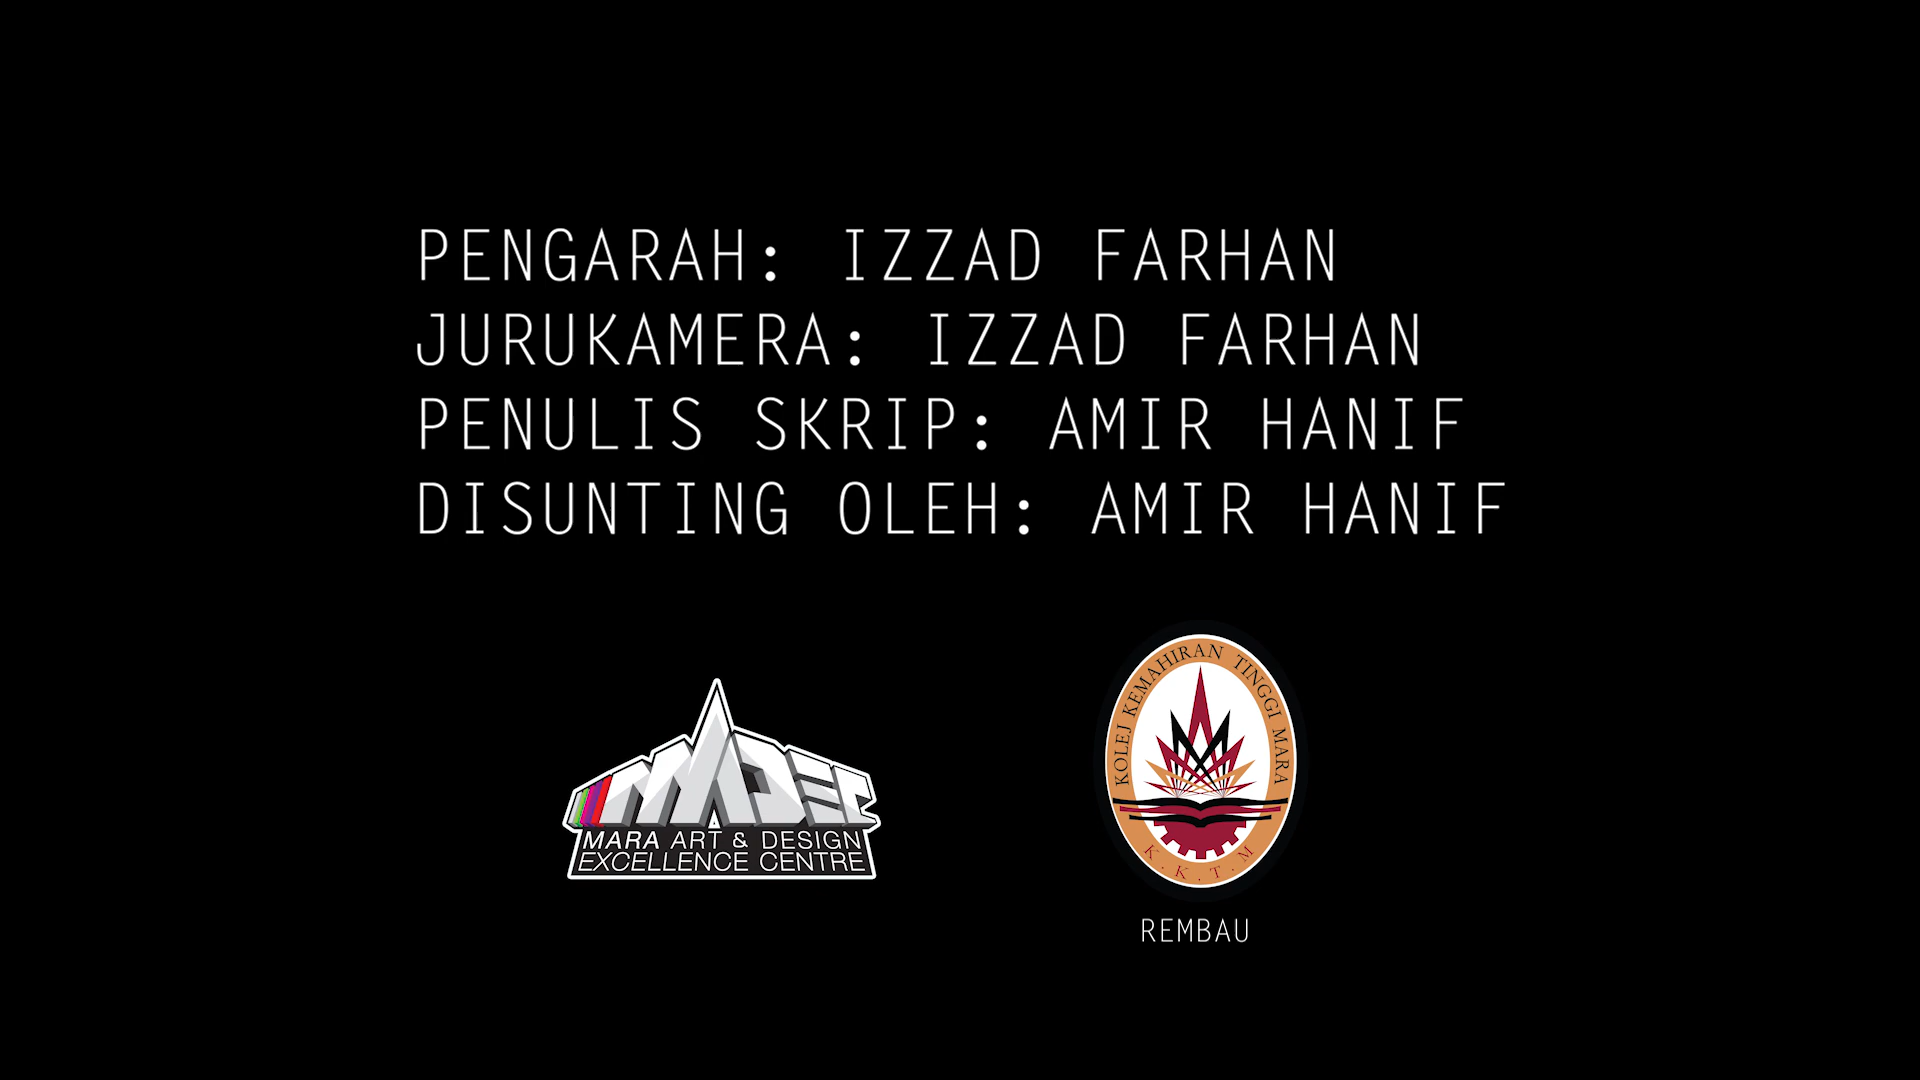 PENGARAH: IZZAD FARHAN
JURUKAMERA: IZZAD FARHAN
PENULIS SKRIP: AMIR HANIF
DISUNTING OLEH: AMIR HANIF
MADEC
MARA ART & DESIGN
EXCELLENCE CENTRE
KOLEJ KEMAHIRAN TINGGI MARA
K.K.T.M
REMBAU